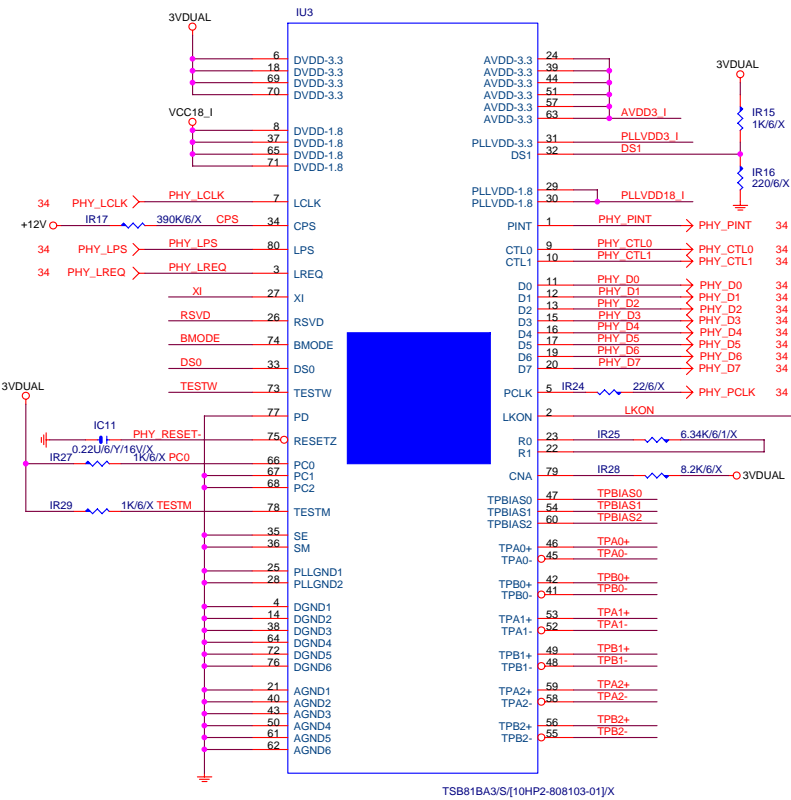 IU3
3VDUAL
6 DVDD-3.3
18 DVDD-3.3
69 DVDD-3.3
70 DVDD-3.3
VCC18_I
8 DVDD-1.8
37 DVDD-1.8
65 DVDD-1.8
71 DVDD-1.8
34 PHY_LCLK PHY_LCLK 7 LCLK
+12V IR17 390K/6/X CPS 34 CPS
34 PHY_LPS PHY_LPS 80 LPS
34 PHY_LREQ PHY_LREQ 3 LREQ
XI 27 XI
RSVD 26 RSVD
BMODE 74 BMODE
DS0 33 DS0
TESTW 73 TESTW
3VDUAL
77 PD
IC11 PHY_RESET- 75 RESETZ
0.22U/6/Y/16V/X
IR27 1K/6/X PC0 66 PC0
67 PC1
68 PC2
IR29 1K/6/X TESTM 78 TESTM
35 SE
36 SM
25 PLLGND1
28 PLLGND2
4 DGND1
14 DGND2
38 DGND3
64 DGND4
72 DGND5
76 DGND6
21 AGND1
40 AGND2
43 AGND3
50 AGND4
61 AGND5
62 AGND6
AVDD-3.3 24
AVDD-3.3 39
AVDD-3.3 44
AVDD-3.3 51
AVDD-3.3 57
AVDD-3.3 63 AVDD3_I
PLLVDD-3.3 31 PLLVDD3_I
DS1 32 DS1
3VDUAL
IR15
1K/6/X
IR16
220/6/X
PLLVDD-1.8 29
PLLVDD-1.8 30 PLLVDD18_I
PINT 1 PHY_PINT PHY_PINT 34
CTL0 9 PHY_CTL0 PHY_CTL0 34
CTL1 10 PHY_CTL1 PHY_CTL1 34
D0 11 PHY_D0 PHY_D0 34
D1 12 PHY_D1 PHY_D1 34
D2 13 PHY_D2 PHY_D2 34
D3 15 PHY_D3 PHY_D3 34
D4 16 PHY_D4 PHY_D4 34
D5 17 PHY_D5 PHY_D5 34
D6 19 PHY_D6 PHY_D6 34
D7 20 PHY_D7 PHY_D7 34
PCLK 5 IR24 22/6/X PHY_PCLK 34
LKON 2 LKON
R0 23 IR25 6.34K/6/1/X
R1 22
CNA 79 IR28 8.2K/6/X 3VDUAL
TPBIAS0 47 TPBIAS0
TPBIAS1 54 TPBIAS1
TPBIAS2 60 TPBIAS2
TPA0+ 46 TPA0+
TPA0- 45 TPA0-
TPB0+ 42 TPB0+
TPB0- 41 TPB0-
TPA1+ 53 TPA1+
TPA1- 52 TPA1-
TPB1+ 49 TPB1+
TPB1- 48 TPB1-
TPA2+ 59 TPA2+
TPA2- 58 TPA2-
TPB2+ 56 TPB2+
TPB2- 55 TPB2-
TSB81BA3/S/[10HP2-808103-01]/X